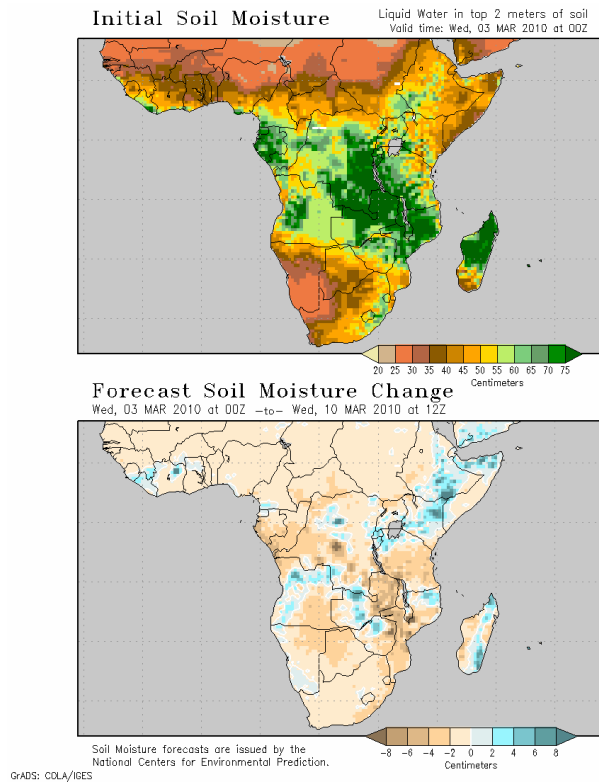 Initial Soil Moisture
Liquid Water in top 2 meters of soil
Valid time: Wed, 03 MAR 2010 at 00Z
20 25 30 35 40 45 50 55 60 65 70 75
Centimeters
Forecast Soil Moisture Change
Wed, 03 MAR 2010 at 00Z -to- Wed, 10 MAR 2010 at 12Z
-8 -6 -4 -2 0 2 4 6 8
Centimeters
Soil Moisture forecasts are issued by the
National Centers for Environmental Prediction.
GrADS: COLA/IGES